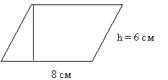 h = 6 см
8 см